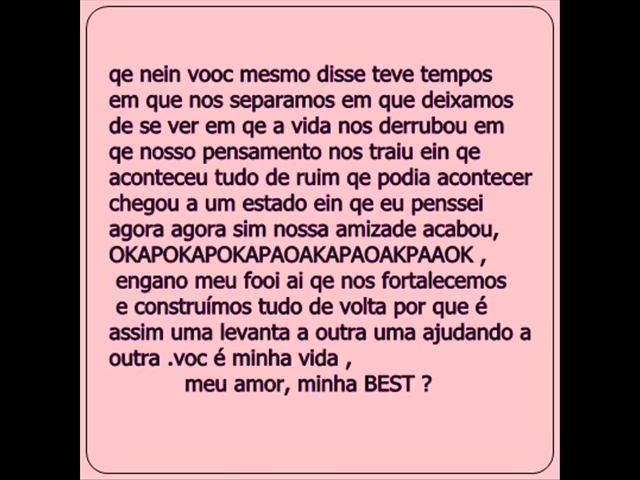 qe nein vooc mesmo disse teve tempos
em que nos separamos em que deixamos
de se ver em qe a vida nos derrubou em
qe nosso pensamento nos traiu ein qe
aconteceu tudo de ruim qe podia acontecer
chegou a um estado ein qe eu penssei
agora agora sim nossa amizade acabou,
OKAPOKAPOKAPAOAKAPAOAKPAAOK ,
engano meu fooi ai qe nos fortalecemos
e construímos tudo de volta por que é
assim uma levanta a outra uma ajudando a
outra .voc é minha vida ,
meu amor, minha BEST ?